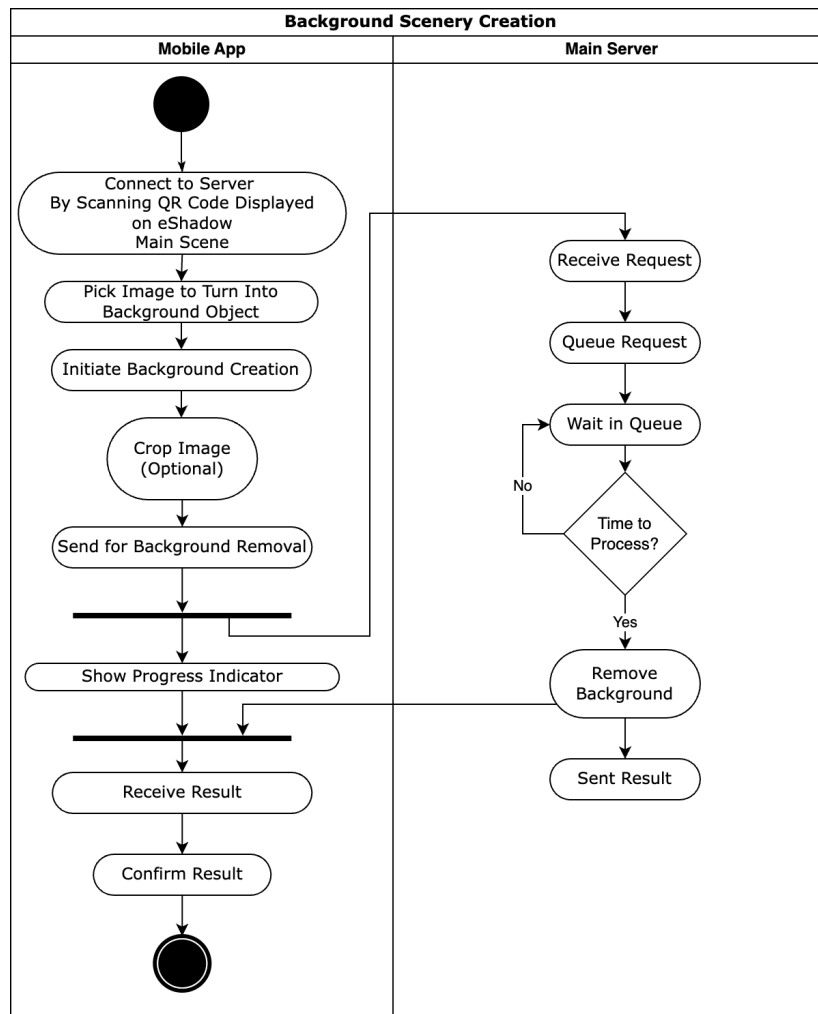 Background Scenery Creation
Mobile App
Main Server
Connect to Server
By Scanning QR Code Displayed
on eShadow
Main Scene
Pick Image to Turn Into
Background Object
Initiate Background Creation
Crop Image
(Optional)
Send for Background Removal
Show Progress Indicator
Receive Result
Confirm Result
Receive Request
Queue Request
Wait in Queue
No
Time to
Process?
Yes
Remove
Background
Sent Result